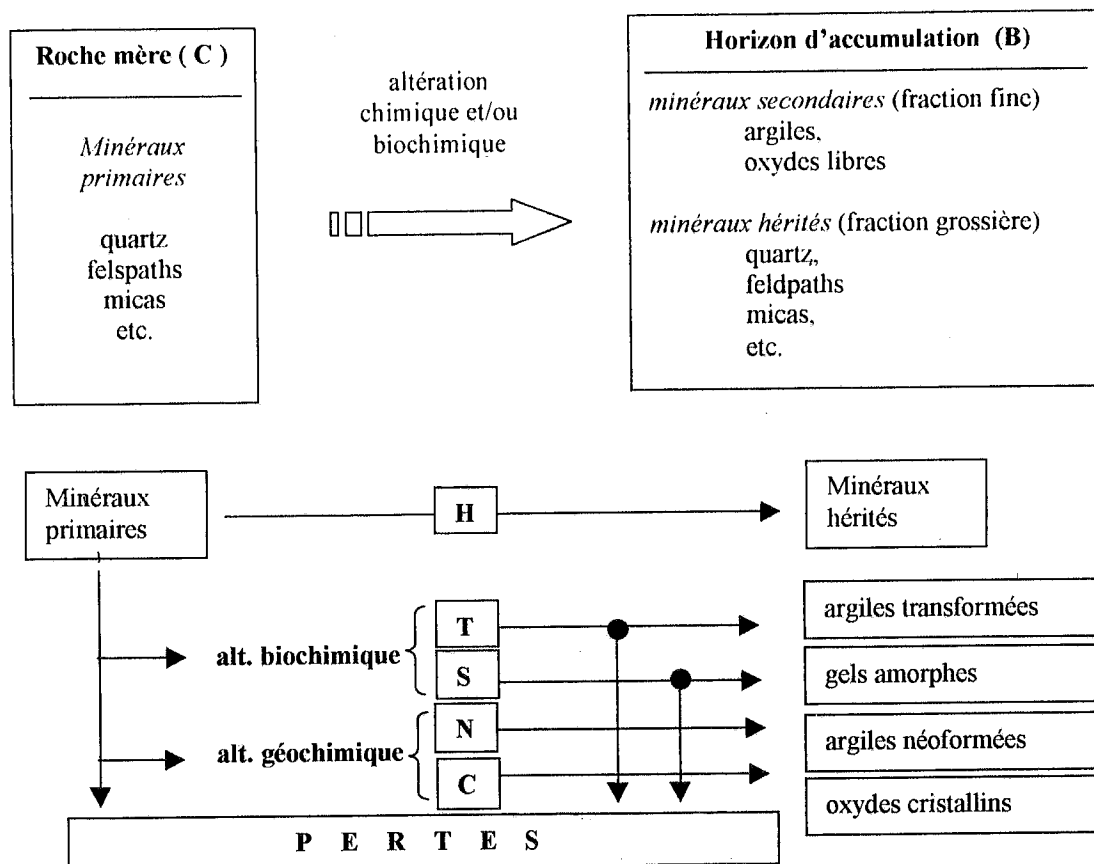 Roche mère ( C )
Minéraux
primaires
quartz
felspaths
micas
etc.
altération
chimique et/ou
biochimique
Horizon d'accumulation (B)
minéraux secondaires (fraction fine)
argiles,
oxydes libres
minéraux hérités (fraction grossière)
quartz,
feldpaths
micas,
etc.
Minéraux
primaires
H
Minéraux
hérités
alt. biochimique
T
S
alt. géochimique
N
C
argiles transformées
gels amorphes
argiles néoformées
oxydes cristallins
P E R T E S